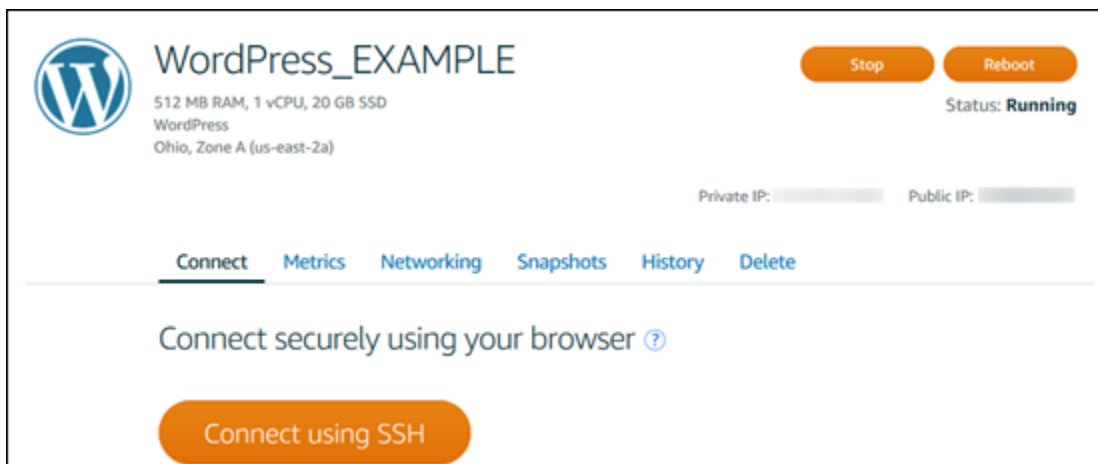 WordPress_EXAMPLE
Stop
Reboot
512 MB RAM, 1 vCPU, 20 GB SSD
Status: Running
WordPress
Ohio, Zone A (us-east-2a)
Private IP:
Public IP:
Connect
Metrics
Networking
Snapshots
History
Delete
Connect securely using your browser ?
Connect using SSH